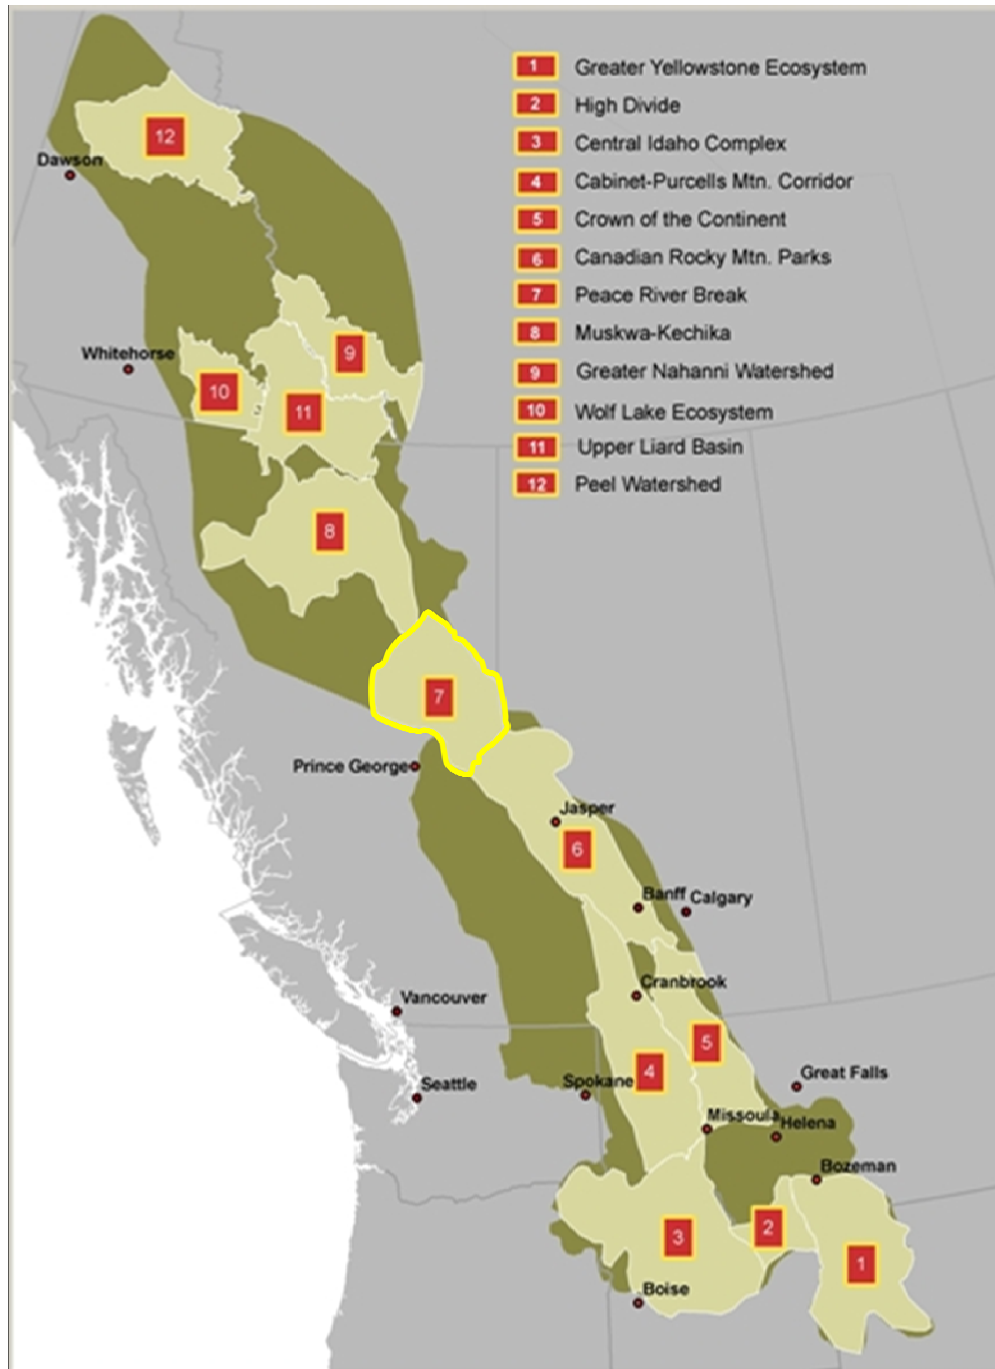 1 Greater Yellowstone Ecosystem
2 High Divide
3 Central Idaho Complex
4 Cabinet-Purcells Mtn. Corridor
5 Crown of the Continent
6 Canadian Rocky Mtn. Parks
7 Peace River Break
8 Muskwa-Kechika
9 Greater Nahanni Watershed
10 Wolf Lake Ecosystem
11 Upper Liard Basin
12 Peel Watershed
12
Dawson
Whitehorse
9
10
11
8
7
Prince George
Jasper
6
Banff Calgary
Cranbrook
Vancouver
5
4
Great Falls
Seattle
Spokane
Missoula
Helena
Bozeman
2
3
1
Boise